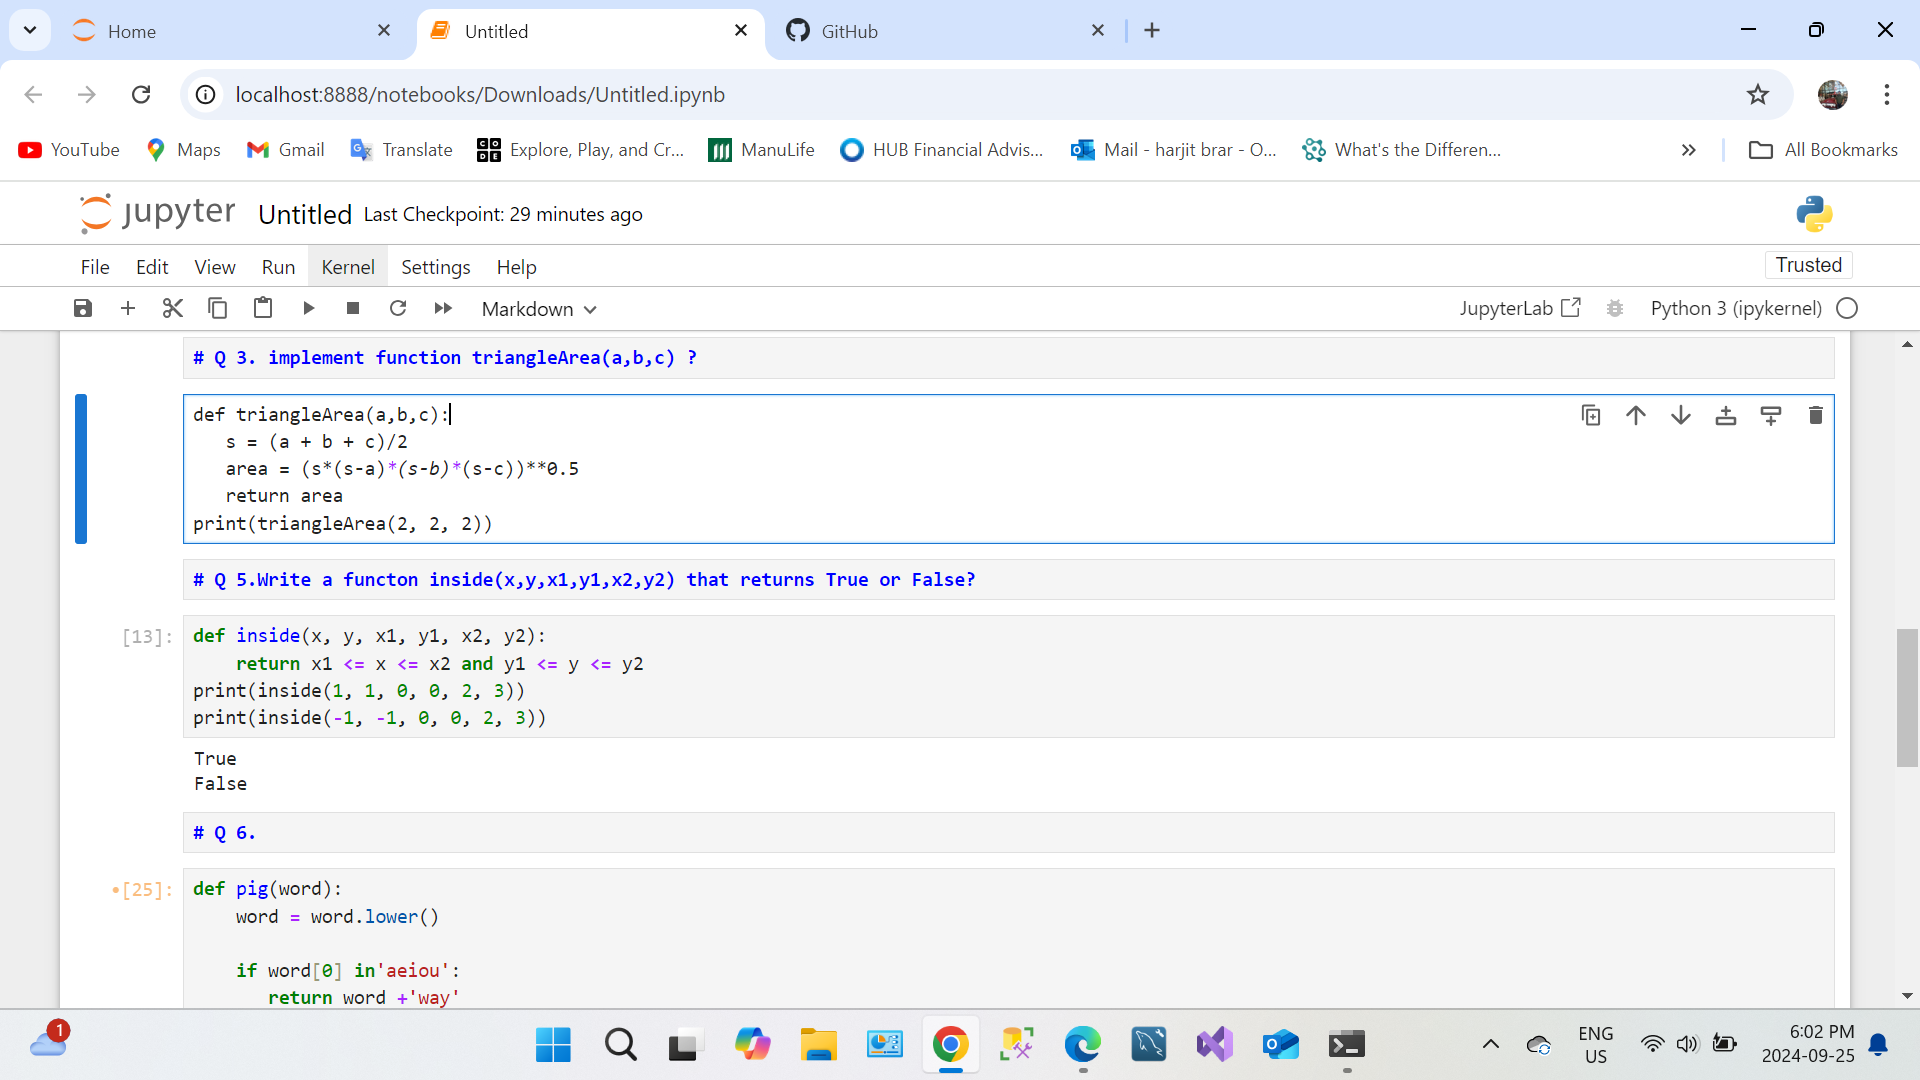 Home
Untitled
GitHub
localhost:8888/notebooks/Downloads/Untitled.ipynb
YouTube Maps Gmail Translate Explore, Play, and Cr... ManuLife HUB Financial Advis... Mail - harjit brar - O... What's the Differen... » All Bookmarks
jupyter Untitled Last Checkpoint: 29 minutes ago
File Edit View Run Kernel Settings Help Trusted
Markdown JupyterLab Python 3 (ipykernel)
# Q 3. implement function triangleArea(a,b,c) ?
def triangleArea(a,b,c):
   s = (a + b + c)/2
   area = (s*(s-a)*(s-b)*(s-c))**0.5
   return area
print(triangleArea(2, 2, 2))
# Q 5.Write a functon inside(x,y,x1,y1,x2,y2) that returns True or False?
[13]: def inside(x, y, x1, y1, x2, y2):
    return x1 <= x <= x2 and y1 <= y <= y2
print(inside(1, 1, 0, 0, 2, 3))
print(inside(-1, -1, 0, 0, 2, 3))
True
False
# Q 6.
•[25]: def pig(word):
    word = word.lower()
    if word[0] in'aeiou':
       return word +'way'
1
CODE
ENG
US
6:02 PM
2024-09-25